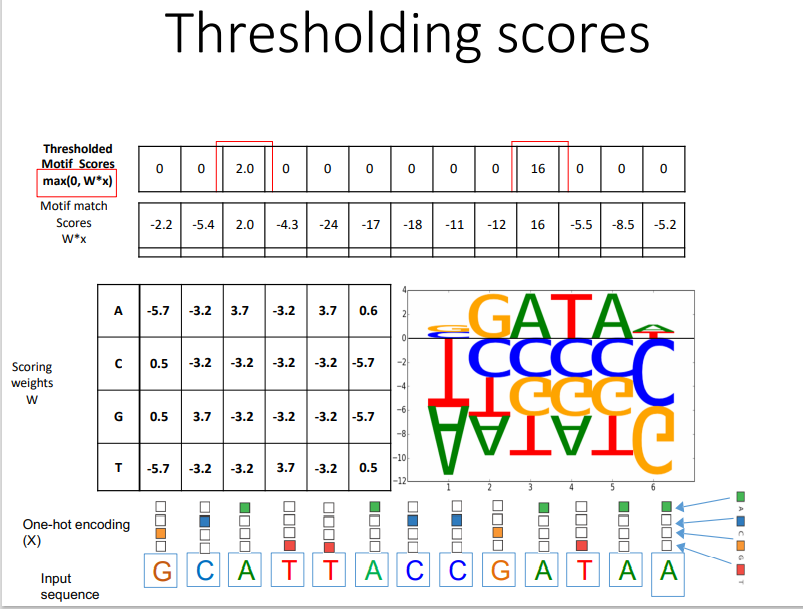 Thresholding scores
Thresholded
Motif Scores
max(0, W*x)
0 0 2.0 0 0 0 0 0 0 16 0 0 0
Motif match
Scores
W*x
-2.2 -5.4 2.0 -4.3 -24 -17 -18 -11 -12 16 -5.5 -8.5 -5.2
Scoring
weights
W
A -5.7 -3.2 3.7 -3.2 3.7 0.6
C 0.5 -3.2 -3.2 -3.2 -3.2 -5.7
G 0.5 3.7 -3.2 -3.2 -3.2 -5.7
T -5.7 -3.2 -3.2 3.7 -3.2 0.5
4
2
0
−2
−4
−6
−8
−10
−12
G G A T A A
C C C C C C
T T G G G G
A A T A T
1 2 3 4 5 6
One-hot encoding
(X)
A
C
G
T
Input
sequence
G C A T T A C C G A T A A